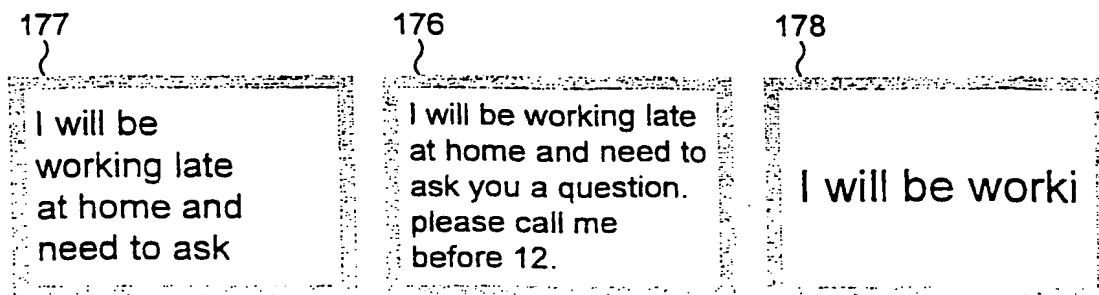 177
I will be
working late
at home and
need to ask
176
I will be working late
at home and need to
ask you a question.
please call me
before 12.
178
I will be worki